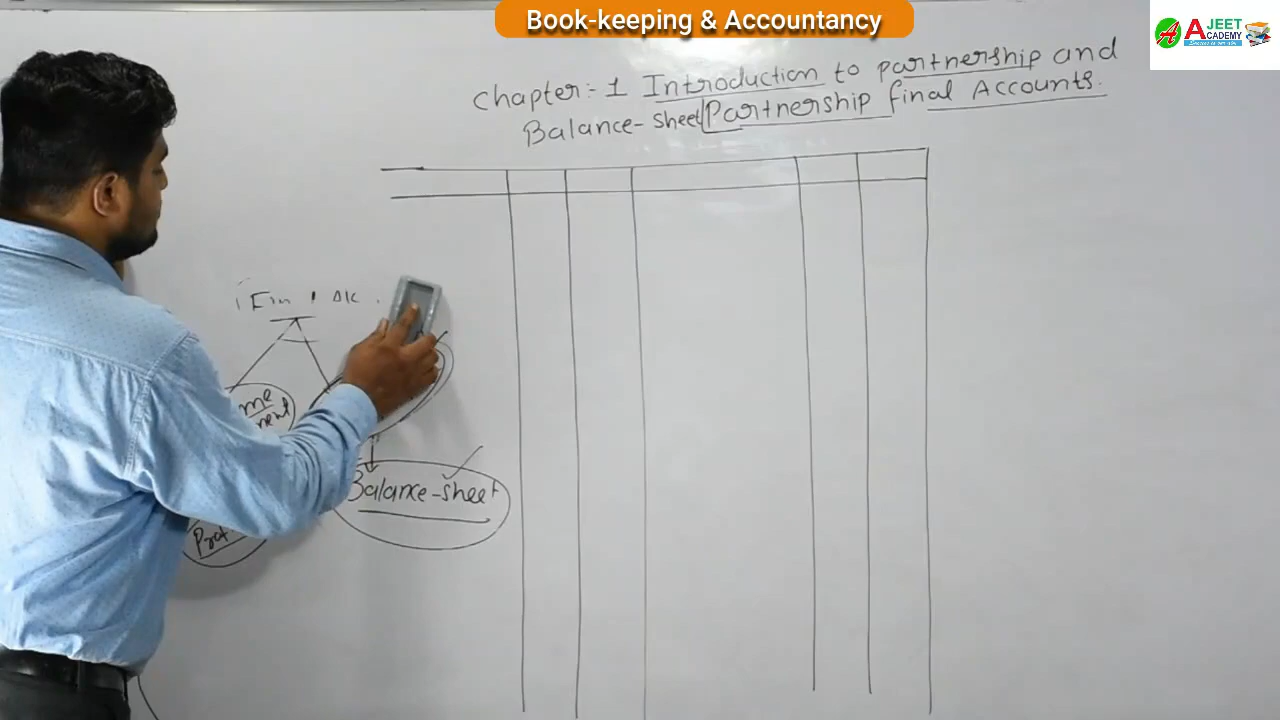 Book-keeping & Accountancy
AJEET
ACADEMY
Chapter:- 1 Introduction to partnership and
Balance-Sheet Partnership final Accounts.
Balance-sheet